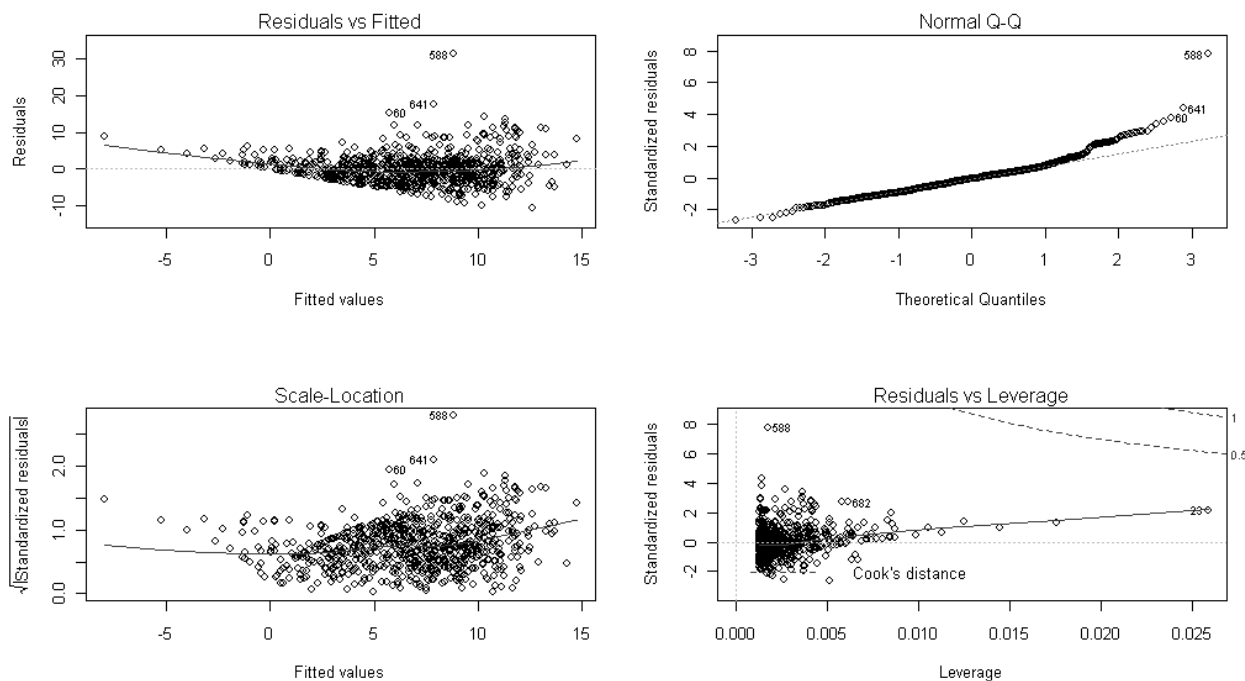 Residuals vs Fitted
Residuals
30
20
10
0
-10
588
641
60
-5 0 5 10 15
Fitted values
Normal Q-Q
Standardized residuals
8
6
4
2
0
-2
588
641
60
-3 -2 -1 0 1 2 3
Theoretical Quantiles
Scale-Location
√|Standardized residuals|
2.0
1.0
0.0
588
641
60
-5 0 5 10 15
Fitted values
Residuals vs Leverage
Standardized residuals
8
6
4
2
0
-2
588
682
23
1
0.5
Cook's distance
0.000 0.005 0.010 0.015 0.020 0.025
Leverage